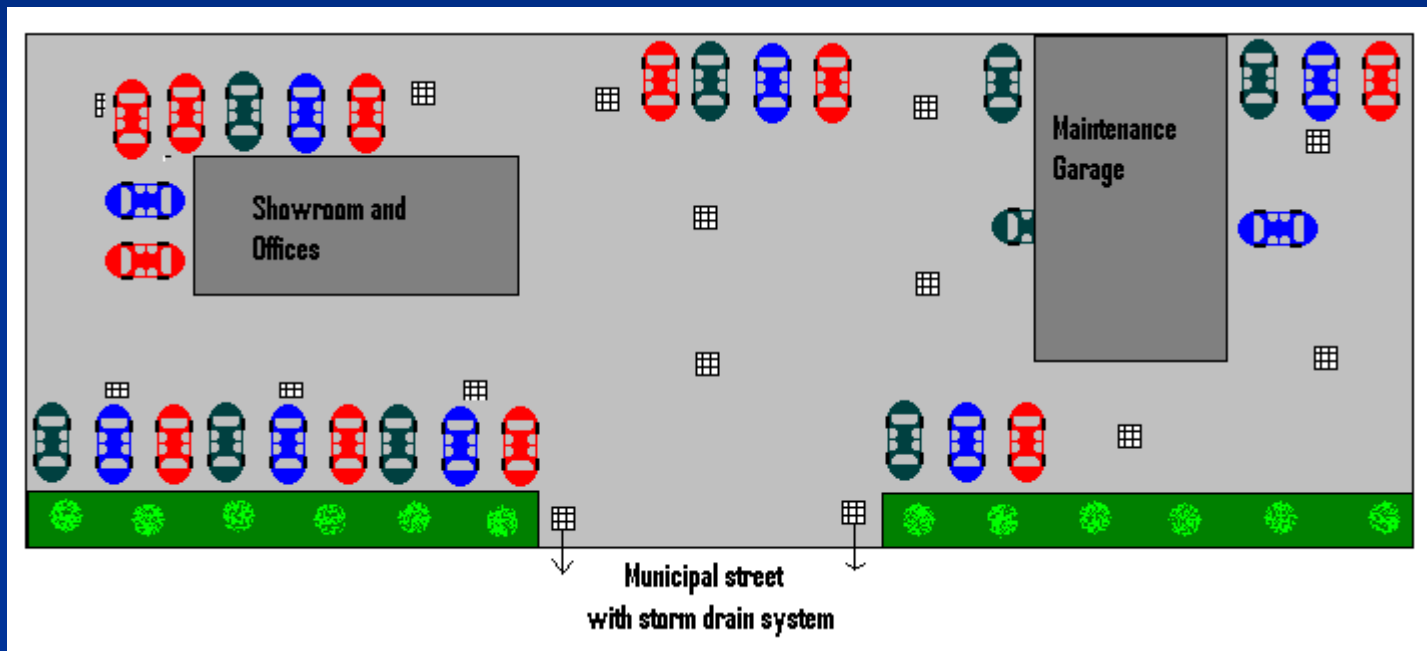 Showroom and
Offices
Maintenance
Garage
Municipal street
with storm drain system